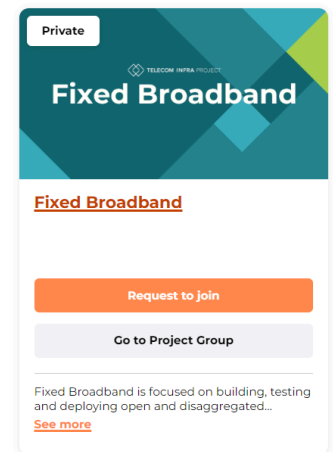 Private
TELECOM INFRA PROJECT
Fixed Broadband
Fixed Broadband
Request to join
Go to Project Group
Fixed Broadband is focused on building, testing
and deploying open and disaggregated...
See more